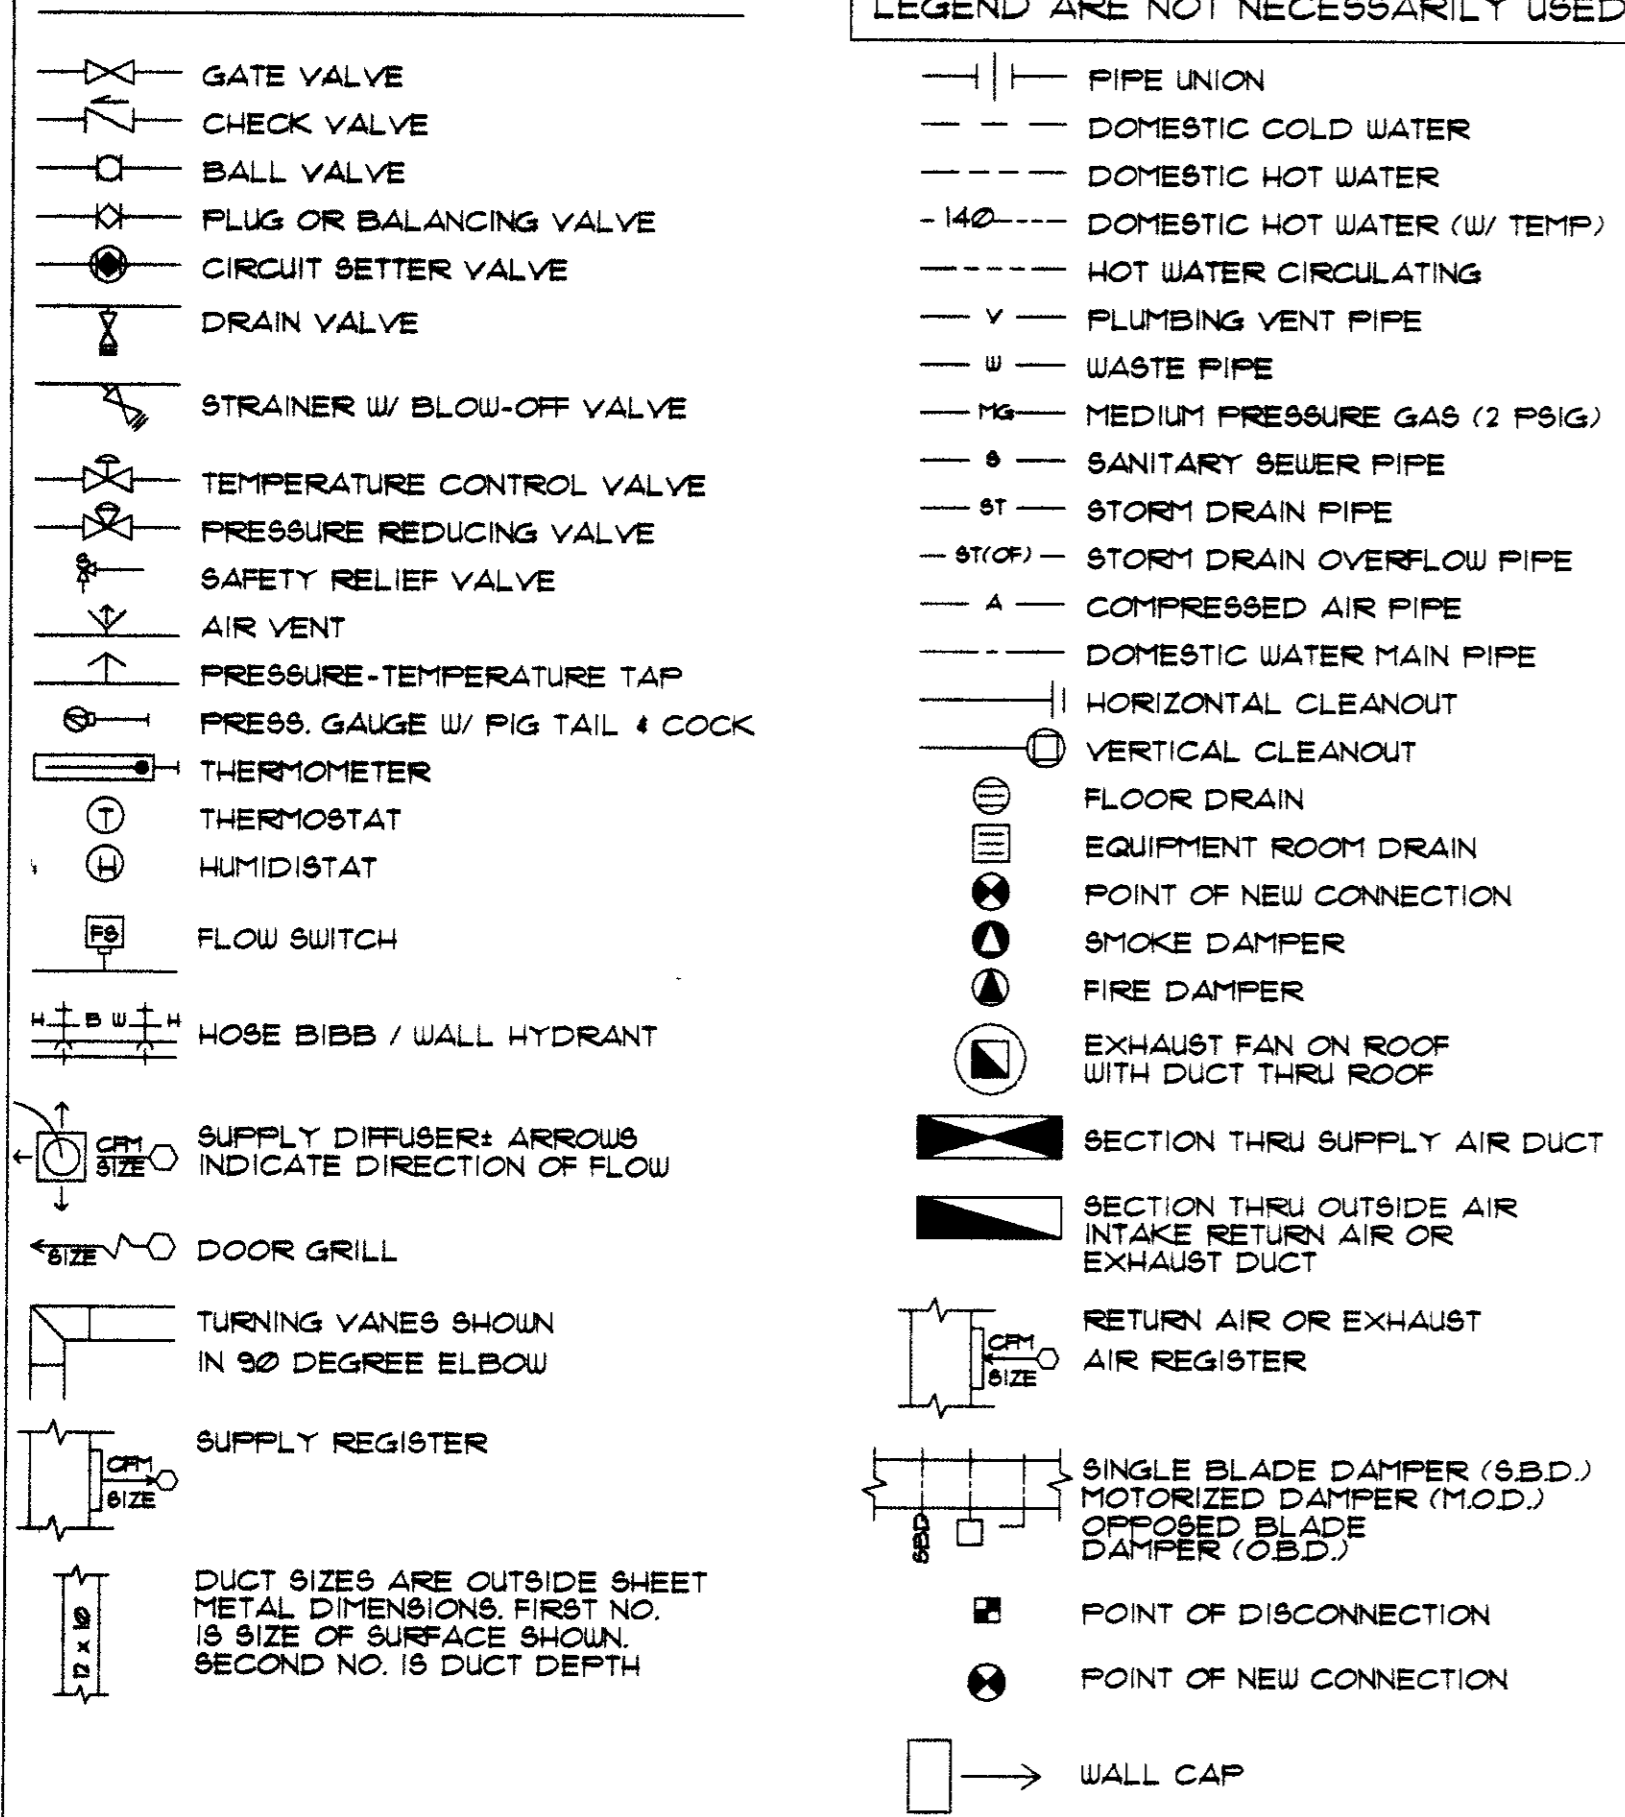 LEGEND ARE NOT NECESSARILY USED
GATE VALVE
CHECK VALVE
BALL VALVE
PLUG OR BALANCING VALVE
CIRCUIT SETTER VALVE
DRAIN VALVE
STRAINER W/ BLOW-OFF VALVE
TEMPERATURE CONTROL VALVE
PRESSURE REDUCING VALVE
S SAFETY RELIEF VALVE
AIR VENT
PRESSURE-TEMPERATURE TAP
PRESS. GAUGE W/ PIG TAIL & COCK
THERMOMETER
T THERMOSTAT
H HUMIDISTAT
FS FLOW SWITCH
H B W H HOSE BIBB / WALL HYDRANT
CFM SUPPLY DIFFUSER± ARROWS
SIZE INDICATE DIRECTION OF FLOW
SIZE DOOR GRILL
TURNING VANES SHOWN
IN 90 DEGREE ELBOW
SUPPLY REGISTER
CFM
SIZE
DUCT SIZES ARE OUTSIDE SHEET
METAL DIMENSIONS. FIRST NO.
IS SIZE OF SURFACE SHOWN.
SECOND NO. IS DUCT DEPTH
12 x 10
PIPE UNION
DOMESTIC COLD WATER
DOMESTIC HOT WATER
140 DOMESTIC HOT WATER (W/ TEMP)
HOT WATER CIRCULATING
V PLUMBING VENT PIPE
W WASTE PIPE
MG MEDIUM PRESSURE GAS (2 PSIG)
S SANITARY SEWER PIPE
ST STORM DRAIN PIPE
ST(OF) STORM DRAIN OVERFLOW PIPE
A COMPRESSED AIR PIPE
DOMESTIC WATER MAIN PIPE
HORIZONTAL CLEANOUT
VERTICAL CLEANOUT
FLOOR DRAIN
EQUIPMENT ROOM DRAIN
POINT OF NEW CONNECTION
SMOKE DAMPER
FIRE DAMPER
EXHAUST FAN ON ROOF
WITH DUCT THRU ROOF
SECTION THRU SUPPLY AIR DUCT
SECTION THRU OUTSIDE AIR
INTAKE RETURN AIR OR
EXHAUST DUCT
RETURN AIR OR EXHAUST
CFM AIR REGISTER
SIZE
SINGLE BLADE DAMPER (S.B.D.)
MOTORIZED DAMPER (M.O.D.)
OPPOSED BLADE
DAMPER (O.B.D.)
SBD
POINT OF DISCONNECTION
POINT OF NEW CONNECTION
WALL CAP